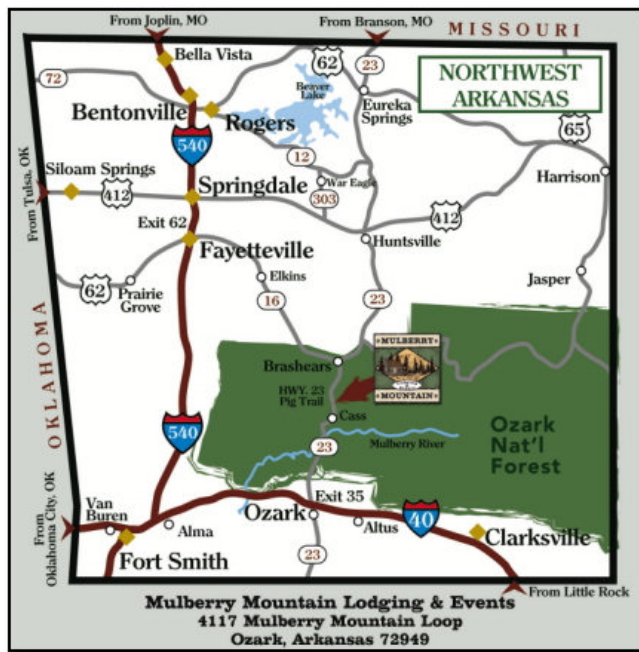 From Joplin, MO
From Branson, MO
MISSOURI
Bella Vista
72
62
23
NORTHWEST
ARKANSAS
Beaver
Lake
Bentonville
Rogers
Eureka
Springs
65
540
12
Siloam Springs
War Eagle
Harrison
From Tulsa, OK
412
Springdale
303
412
Exit 62
Fayetteville
Huntsville
Elkins
Jasper
62
Prairie
Grove
16
23
OKLAHOMA
MULBERRY
MOUNTAIN
Brashears
HWY. 23
Pig Trail
Cass
540
23
Mulberry River
Ozark
Nat'l
Forest
From
Oklahoma City, OK
Van
Buren
Alma
Exit 35
Ozark
Altus
40
Clarksville
Fort Smith
23
From Little Rock
Mulberry Mountain Lodging & Events
4117 Mulberry Mountain Loop
Ozark, Arkansas 72949